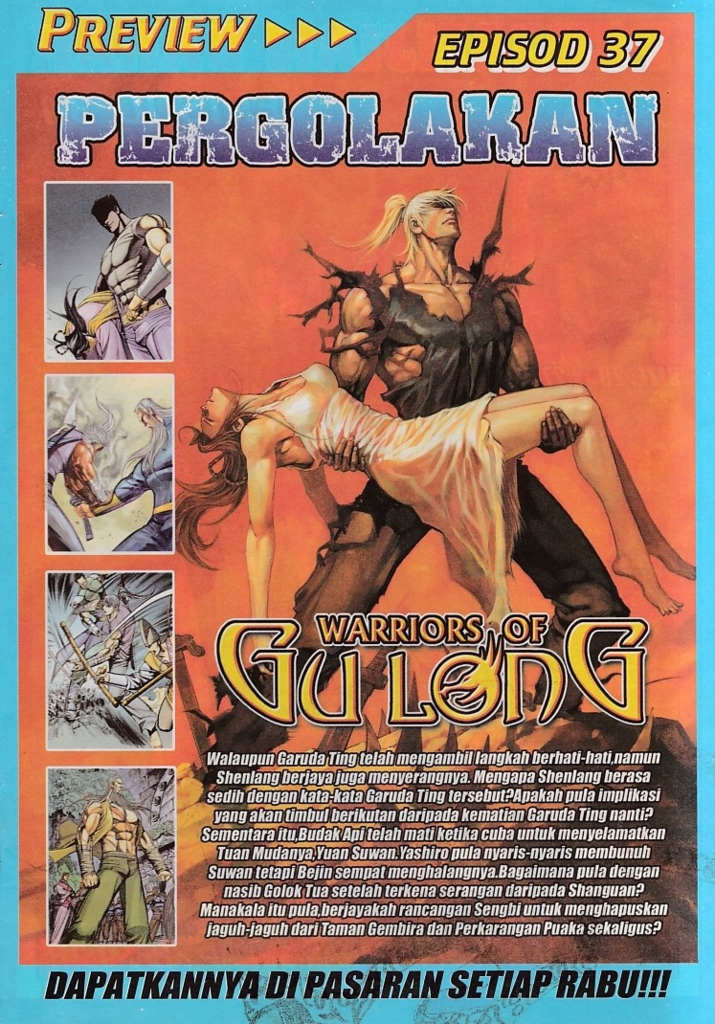 PREVIEW
EPISOD 37
PERGOLAKAN
WARRIORS OF
GU LONG
Walaupun Garuda Ting telah mengambil langkah berhati-hati,namun
Shenlang berjaya juga menyerangnya. Mengapa Shenlang berasa
sedih dengan kata-kata Garuda Ting tersebut?Apakah pula implikasi
yang akan timbul berikutan daripada kematian Garuda Ting nanti?
Sementara itu,Budak Api telah mati ketika cuba untuk menyelamatkan
Tuan Mudanya,Yuan Suwan.Yashiro pula nyaris-nyaris membunuh
Suwan tetapi Bejin sempat menghalangnya.Bagaimana pula dengan
nasib Golok Tua setelah terkena serangan daripada Shanguan?
Manakala itu pula,berjayakah rancangan Sengbi untuk menghapuskan
jaguh-jaguh dari Taman Gembira dan Perkarangan Puaka sekaligus?
DAPATKANNYA DI PASARAN SETIAP RABU!!!